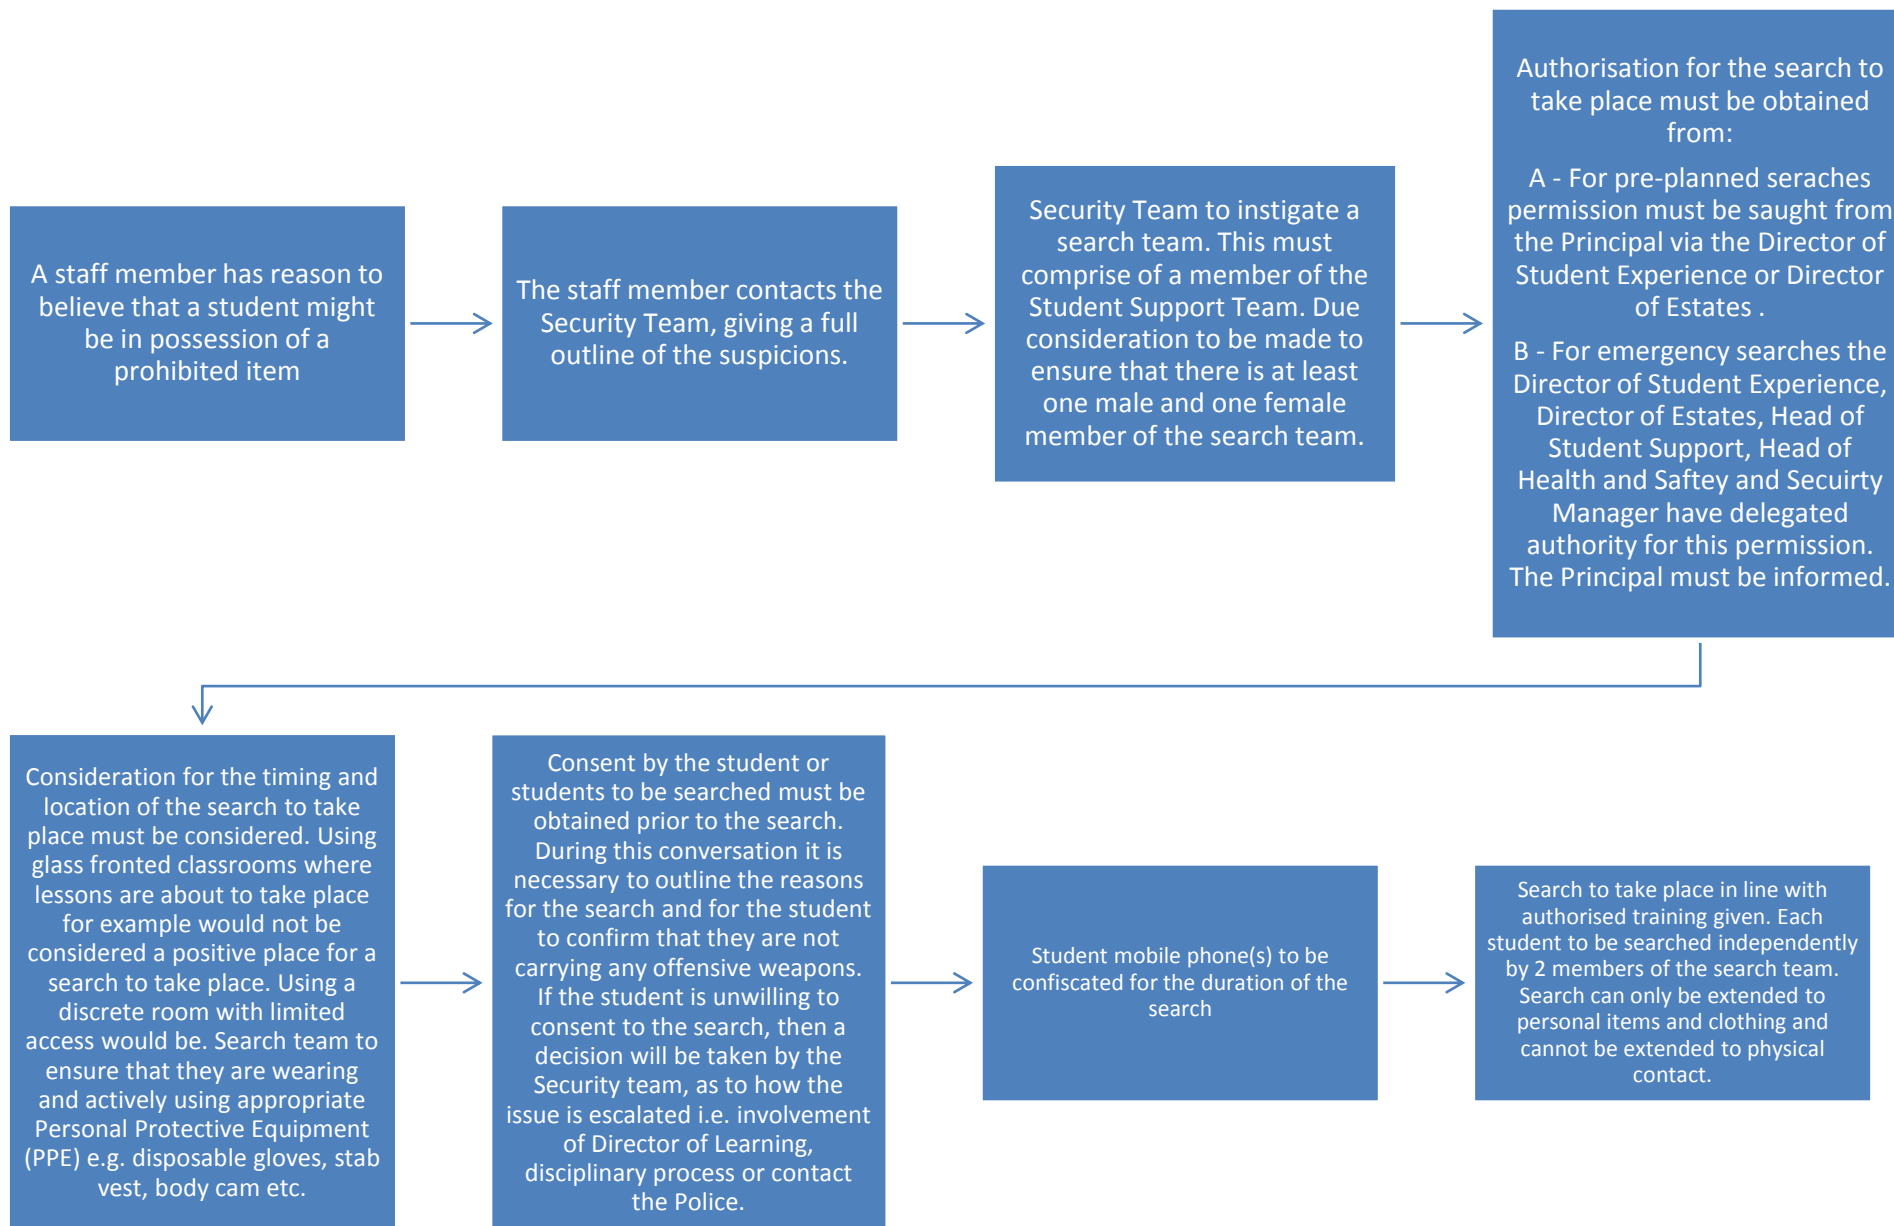 A staff member has reason to
believe that a student might
be in possession of a
prohibited item
The staff member contacts the
Security Team, giving a full
outline of the suspicions.
Security Team to instigate a
search team. This must
comprise of a member of the
Student Support Team. Due
consideration to be made to
ensure that there is at least
one male and one female
member of the search team.
Authorisation for the search to
take place must be obtained
from:
A - For pre-planned seraches
permission must be saught from
the Principal via the Director of
Student Experience or Director
of Estates .
B - For emergency searches the
Director of Student Experience,
Director of Estates, Head of
Student Support, Head of
Health and Saftey and Secuirty
Manager have delegated
authority for this permission.
The Principal must be informed.
Consideration for the timing and
location of the search to take
place must be considered. Using
glass fronted classrooms where
lessons are about to take place
for example would not be
considered a positive place for a
search to take place. Using a
discrete room with limited
access would be. Search team to
ensure that they are wearing
and actively using appropriate
Personal Protective Equipment
(PPE) e.g. disposable gloves, stab
vest, body cam etc.
Consent by the student or
students to be searched must be
obtained prior to the search.
During this conversation it is
necessary to outline the reasons
for the search and for the student
to confirm that they are not
carrying any offensive weapons.
If the student is unwilling to
consent to the search, then a
decision will be taken by the
Security team, as to how the
issue is escalated i.e. involvement
of Director of Learning,
disciplinary process or contact
the Police.
Student mobile phone(s) to be
confiscated for the duration of the
search
Search to take place in line with
authorised training given. Each
student to be searched independently
by 2 members of the search team.
Search can only be extended to
personal items and clothing and
cannot be extended to physical
contact.